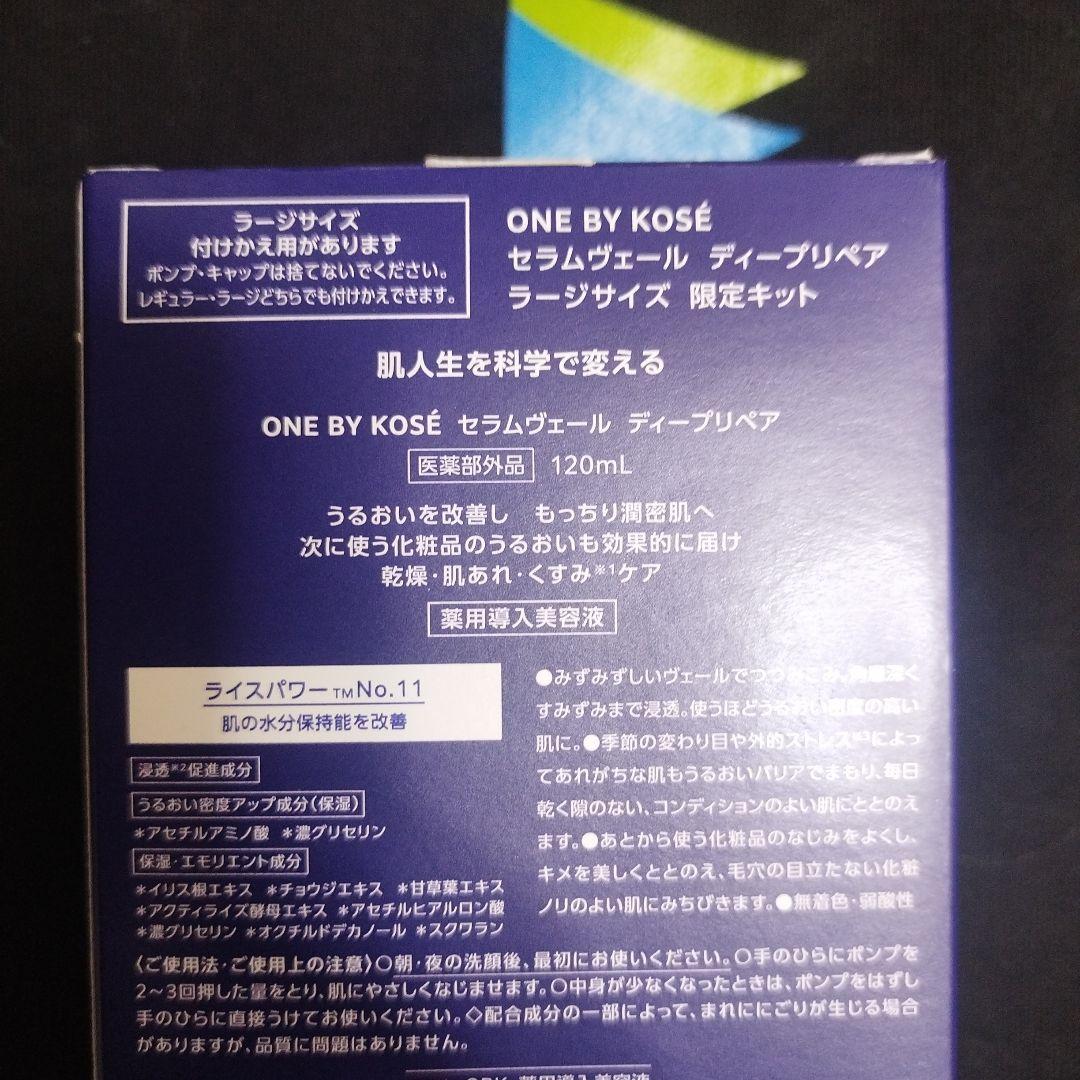 ラージサイズ
付けかえ用があります
ポンプ・キャップは捨てないでください。
レギュラー・ラージどちらでも付けかえできます。
ONE BY KOSÉ
セラムヴェール ディープリペア
ラージサイズ 限定キット
肌人生を科学で変える
ONE BY KOSÉ セラムヴェール ディープリペア
医薬部外品 120mL
うるおいを改善し もっちり潤密肌へ
次に使う化粧品のうるおいも効果的に届け
乾燥・肌あれ・くすみ※1ケア
薬用導入美容液
ライスパワー™No.11
肌の水分保持能を改善
浸透※2促進成分
うるおい密度アップ成分(保湿)
*アセチルアミノ酸 *濃グリセリン
保湿・エモリエント成分
*イリス根エキス *チョウジエキス *甘草葉エキス
*アクティライズ酵母エキス *アセチルヒアルロン酸
*濃グリセリン *オクチルドデカノール *スクワラン
●みずみずしいヴェールでつつみこみ、角層深く
すみずみまで浸透。使うほどうるおい密度の高い
肌に。●季節の変わり目や外的ストレス※3によっ
てあれがちな肌もうるおいバリアでまもり、毎日
乾く隙のない、コンディションのよい肌にととのえ
ます。●あとから使う化粧品のなじみをよくし、
キメを美しくととのえ、毛穴の目立たない化粧
ノリのよい肌にみちびきます。●無着色・弱酸性
〈ご使用法・ご使用上の注意〉○朝・夜の洗顔後、最初にお使いください。○手のひらにポンプを
2～3回押した量をとり、肌にやさしくなじませます。○中身が少なくなったときは、ポンプをはずし
手のひらに直接うけてお使いください。◇配合成分の一部によって、まれににごりが生じる場合
がありますが、品質に問題はありません。
薬用導入美容液